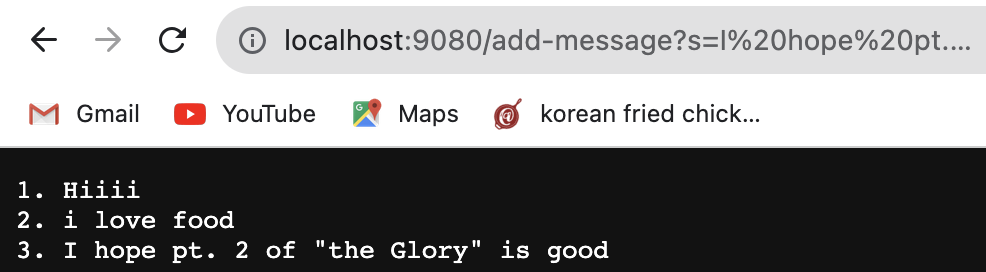 localhost:9080/add-message?s=I%20hope%20pt....
Gmail YouTube Maps korean fried chick...
1. Hiiii
2. i love food
3. I hope pt. 2 of "the Glory" is good